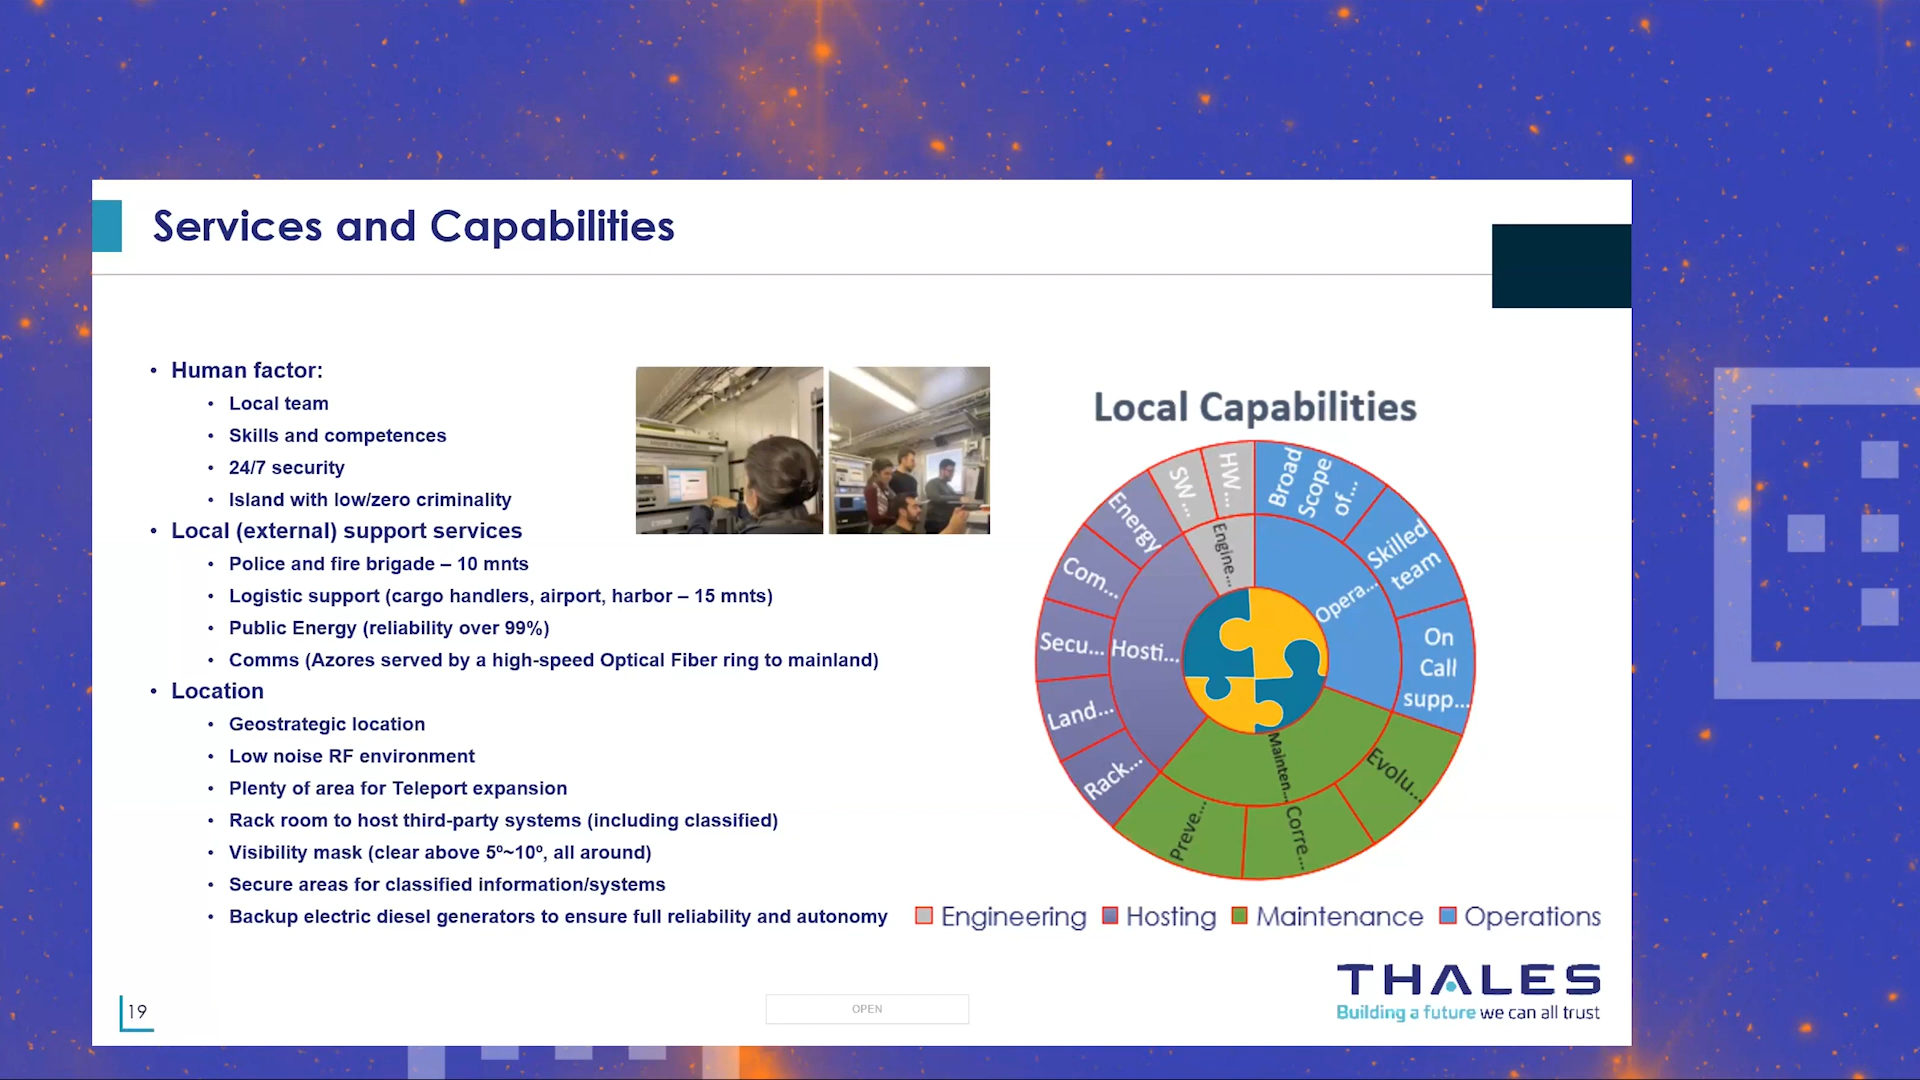 Services and Capabilities
• Human factor:
• Local team
• Skills and competences
• 24/7 security
• Island with low/zero criminality
• Local (external) support services
• Police and fire brigade – 10 mnts
• Logistic support (cargo handlers, airport, harbor – 15 mnts)
• Public Energy (reliability over 99%)
• Comms (Azores served by a high-speed Optical Fiber ring to mainland)
• Location
• Geostrategic location
• Low noise RF environment
• Plenty of area for Teleport expansion
• Rack room to host third-party systems (including classified)
• Visibility mask (clear above 5º~10º, all around)
• Secure areas for classified information/systems
• Backup electric diesel generators to ensure full reliability and autonomy
Local Capabilities
Broad
Scope
of...
Skilled
team
On
Call
supp...
Opera...
Evolu...
Corre...
Preve...
Mainten...
Rack...
Land...
Secu...
Com...
Energy
Hosti...
SW...
HW...
Engine...
Engineering Hosting Maintenance Operations
THALES
Building a future we can all trust
19
OPEN